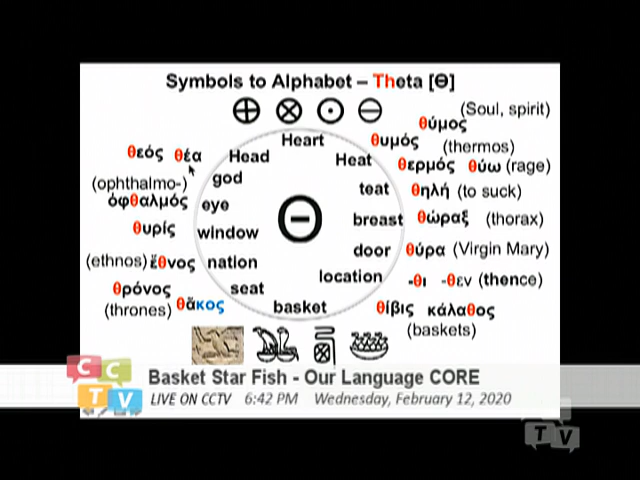 Symbols to Alphabet – Theta [Ѳ]
(Soul, spirit)
θύμος
Heart
θυμός
(thermos)
θεός θέα
Head
Heat
θερμός θύω (rage)
(ophthalmo-)
god
teat
θηλή (to suck)
όφθαλμός
eye
Θ
breast
θώραξ (thorax)
θυρίς
window
door
θύρα (Virgin Mary)
(ethnos) ἔθνος
nation
location
-θι -θεν (thence)
θρόνος
seat
(thrones)
θᾶκος
basket
θίβις κάλαθος
(baskets)
CCTV
Basket Star Fish - Our Language CORE
LIVE ON CCTV 6:42 PM Wednesday, February 12, 2020
TV